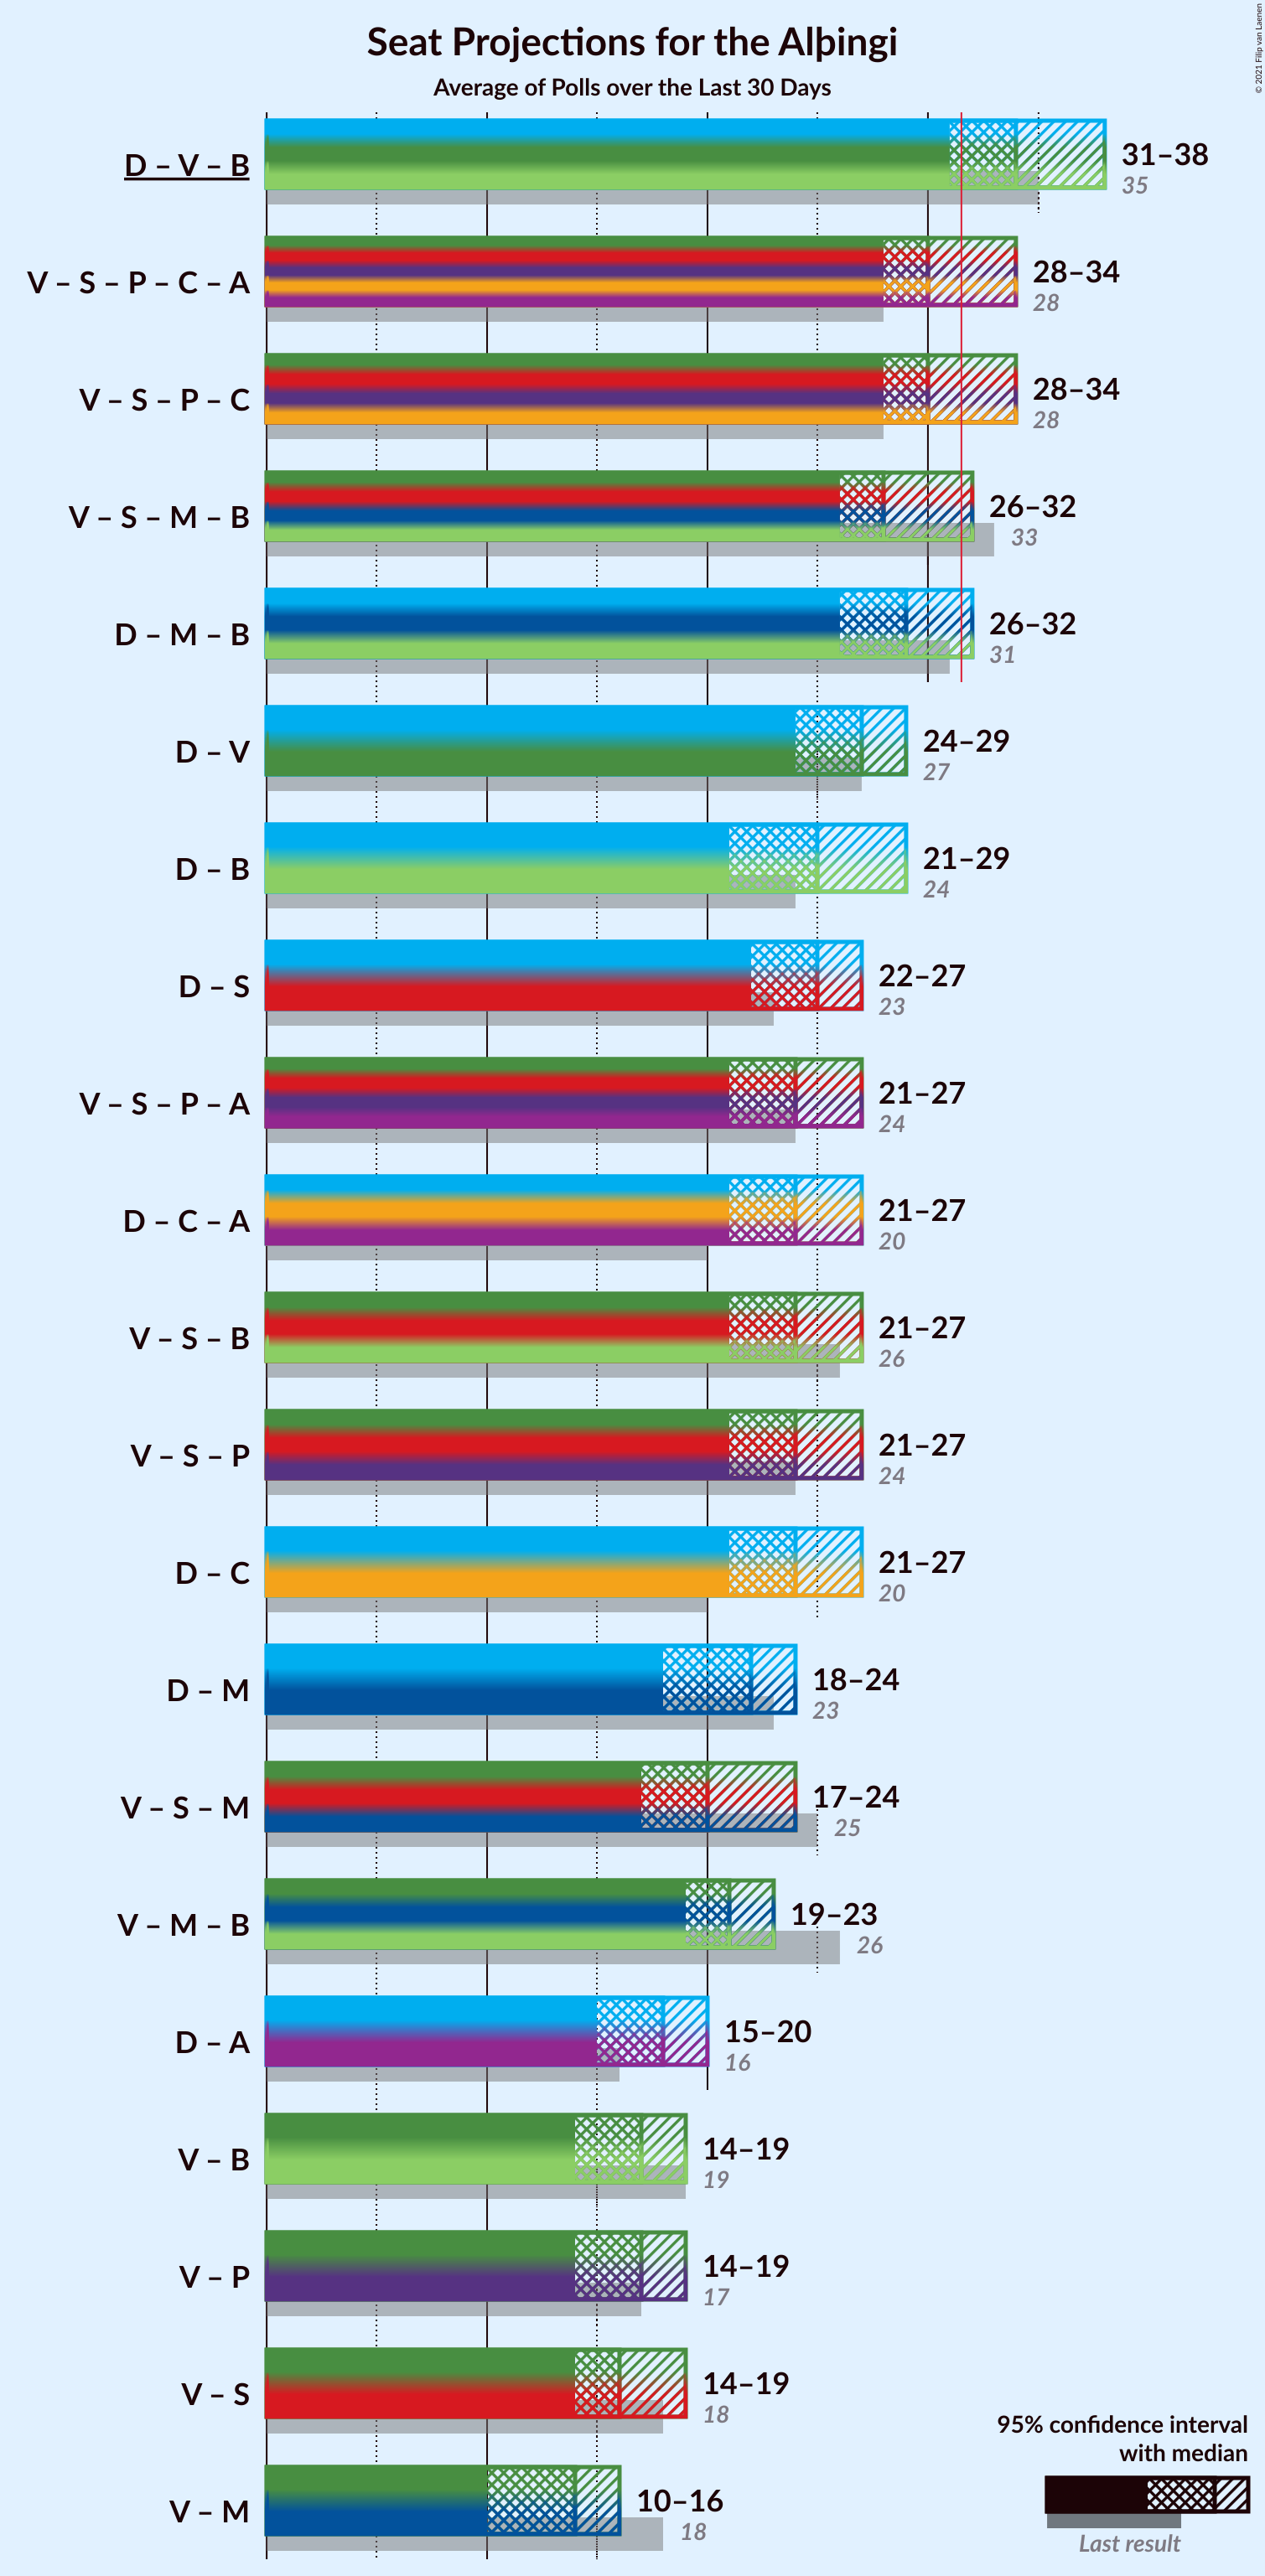 © 2021 Filip van Laenen
Seat Projections for the Alþingi
Average of Polls over the Last 30 Days
D – V – B 31–38
35
V – S – P – C – A 28–34
28
V – S – P – C 28–34
28
V – S – M – B 26–32
33
D – M – B 26–32
31
D – V 24–29
27
D – B 21–29
24
D – S 22–27
23
V – S – P – A 21–27
24
D – C – A 21–27
20
V – S – B 21–27
26
V – S – P 21–27
24
D – C 21–27
20
D – M 18–24
23
V – S – M 17–24
25
V – M – B 19–23
26
D – A 15–20
16
V – B 14–19
19
V – P 14–19
17
V – S 14–19
18
V – M 10–16
18
95% confidence interval
with median
Last result